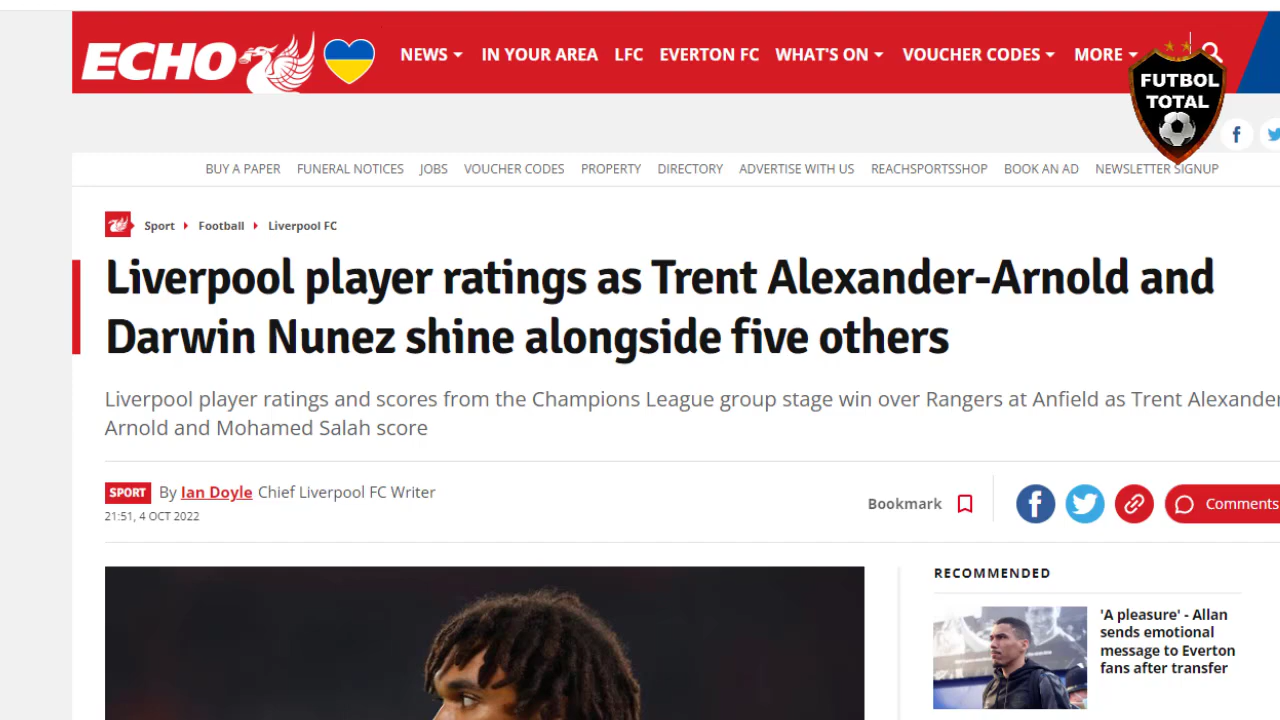 ECHO
NEWS IN YOUR AREA LFC EVERTON FC WHAT'S ON VOUCHER CODES MORE
FUTBOL
TOTAL
BUY A PAPER FUNERAL NOTICES JOBS VOUCHER CODES PROPERTY DIRECTORY ADVERTISE WITH US REACHSPORTSSHOP BOOK AN AD NEWSLETTER SIGNUP
Sport Football Liverpool FC
Liverpool player ratings as Trent Alexander-Arnold and
Darwin Nunez shine alongside five others
Liverpool player ratings and scores from the Champions League group stage win over Rangers at Anfield as Trent Alexander
Arnold and Mohamed Salah score
SPORT By Ian Doyle Chief Liverpool FC Writer
21:51, 4 OCT 2022
Bookmark
Comments
RECOMMENDED
'A pleasure' - Allan
sends emotional
message to Everton
fans after transfer